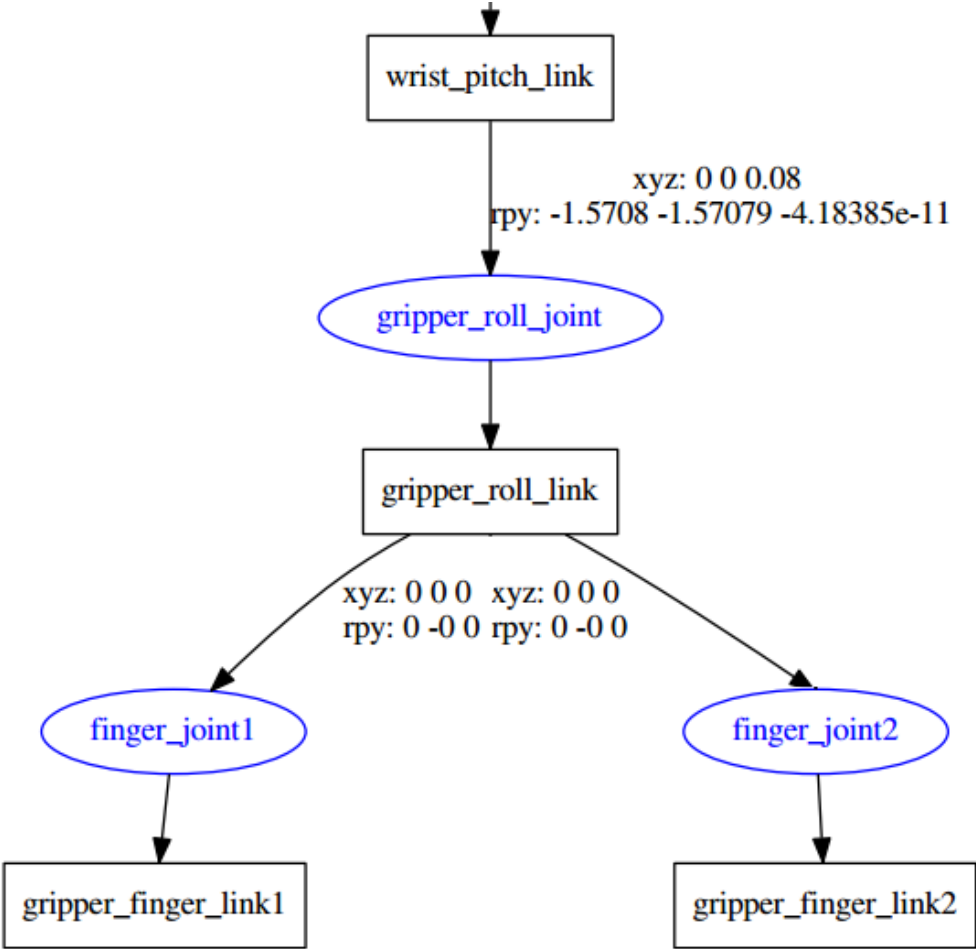 wrist_pitch_link
xyz: 0 0 0.08
rpy: -1.5708 -1.57079 -4.18385e-11
gripper_roll_joint
gripper_roll_link
xyz: 0 0 0 xyz: 0 0 0
rpy: 0 -0 0 rpy: 0 -0 0
finger_joint1 finger_joint2
gripper_finger_link1 gripper_finger_link2